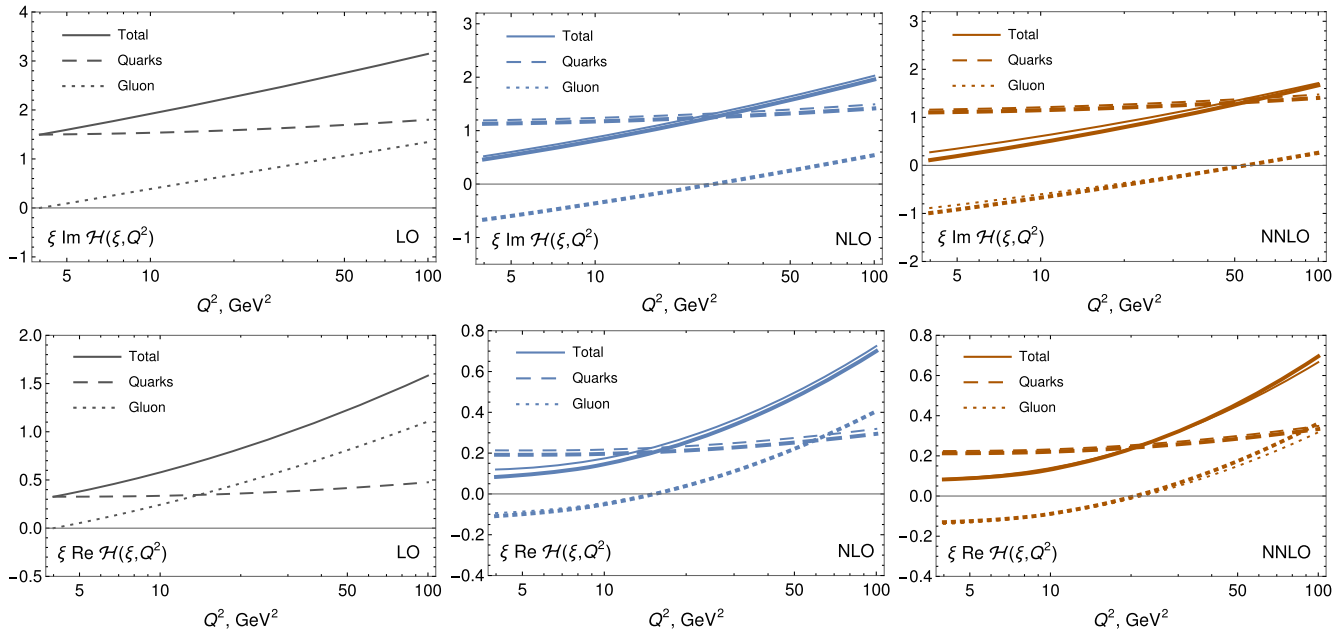 4
3
2
1
0
−1
Total
Quarks
Gluon
ξ Im ℋ(ξ,Q²)
LO
5
10
50
100
Q², GeV²
3
2
1
0
−1
Total
Quarks
Gluon
ξ Im ℋ(ξ,Q²)
NLO
5
10
50
100
Q², GeV²
3
2
1
0
−1
−2
Total
Quarks
Gluon
ξ Im ℋ(ξ,Q²)
NNLO
5
10
50
100
Q², GeV²
2.0
1.5
1.0
0.5
0.0
−0.5
Total
Quarks
Gluon
ξ Re ℋ(ξ,Q²)
LO
5
10
50
100
Q², GeV²
0.8
0.6
0.4
0.2
0.0
−0.2
−0.4
Total
Quarks
Gluon
ξ Re ℋ(ξ,Q²)
NLO
5
10
50
100
Q², GeV²
0.8
0.6
0.4
0.2
0.0
−0.2
−0.4
Total
Quarks
Gluon
ξ Re ℋ(ξ,Q²)
NNLO
5
10
50
100
Q², GeV²